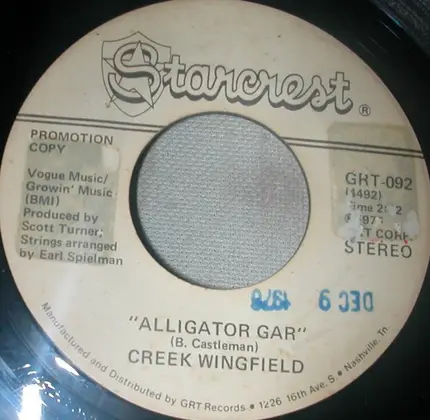 Starcrest ®
PROMOTION
COPY
Vogue Music/
Growin' Music
(BMI)
Produced by
Scott Turner
Strings arranged
by Earl Spielman
GRT-092
(1492)
STEREO
DEC 9 1976
"ALLIGATOR GAR"
(B. Castleman)
CREEK WINGFIELD
Manufactured and Distributed by GRT Records • 1226 16th Ave. S. • Nashville, Tn.